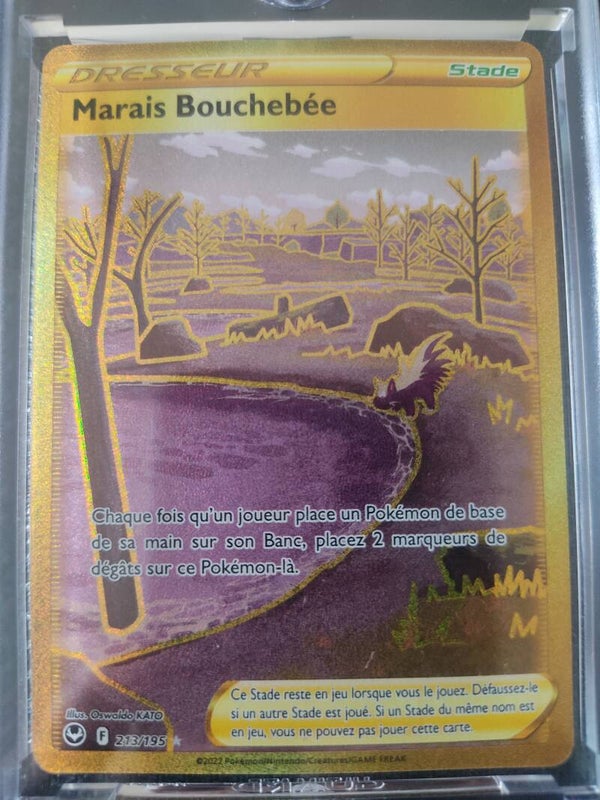 DRESSEUR
Stade
Marais Bouchebée
Chaque fois qu'un joueur place un Pokémon de base
de sa main sur son Banc, placez 2 marqueurs de
dégâts sur ce Pokémon-là.
Ce Stade reste en jeu lorsque vous le jouez. Défaussez-le
si un autre Stade est joué. Si un Stade du même nom est
en jeu, vous ne pouvez pas jouer cette carte.
Illus. Oswaldo KATO
F 213/195
©2022 Pokémon/Nintendo/Creatures/GAME FREAK